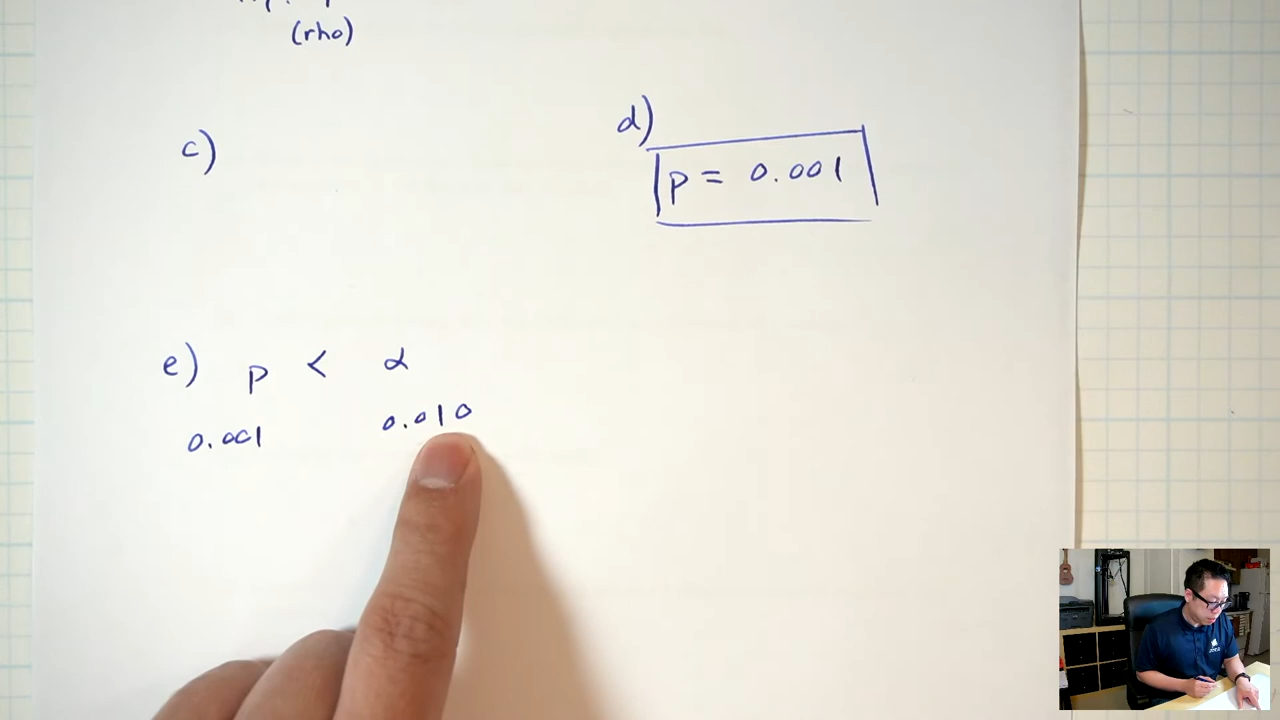 (rho)
c)
d)
p = 0.001
e) p < α
0.001 0.010